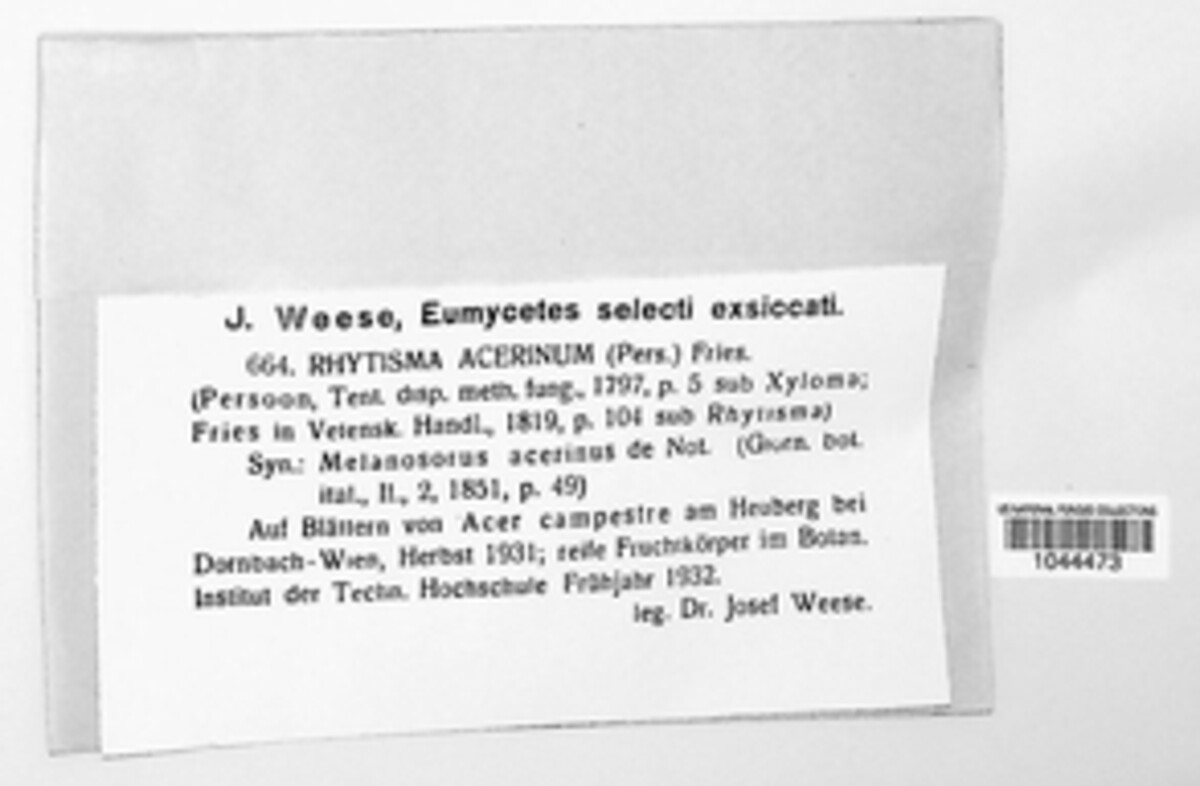 J. Weese, Eumycetes selecti exsiccati.
664. RHYTISMA ACERINUM (Pers.) Fries.
(Persoon, Tent. disp. meth. fung., 1797, p. 5 sub Xyloma;
Fries in Vetensk. Handl., 1819, p. 104 sub Rhytisma)
Syn.: Melanosorus acerinus de Not. (Giorn. bot.
ital., II., 2, 1851, p. 49)
Auf Blättern von Acer campestre am Heuberg bei
Dornbach-Wien, Herbst 1931; reife Fruchtkörper im Botan.
Institut der Techn. Hochschule Frühjahr 1932.
leg. Dr. Josef Weese.
FUNGUS COLLECTIONS
1044473